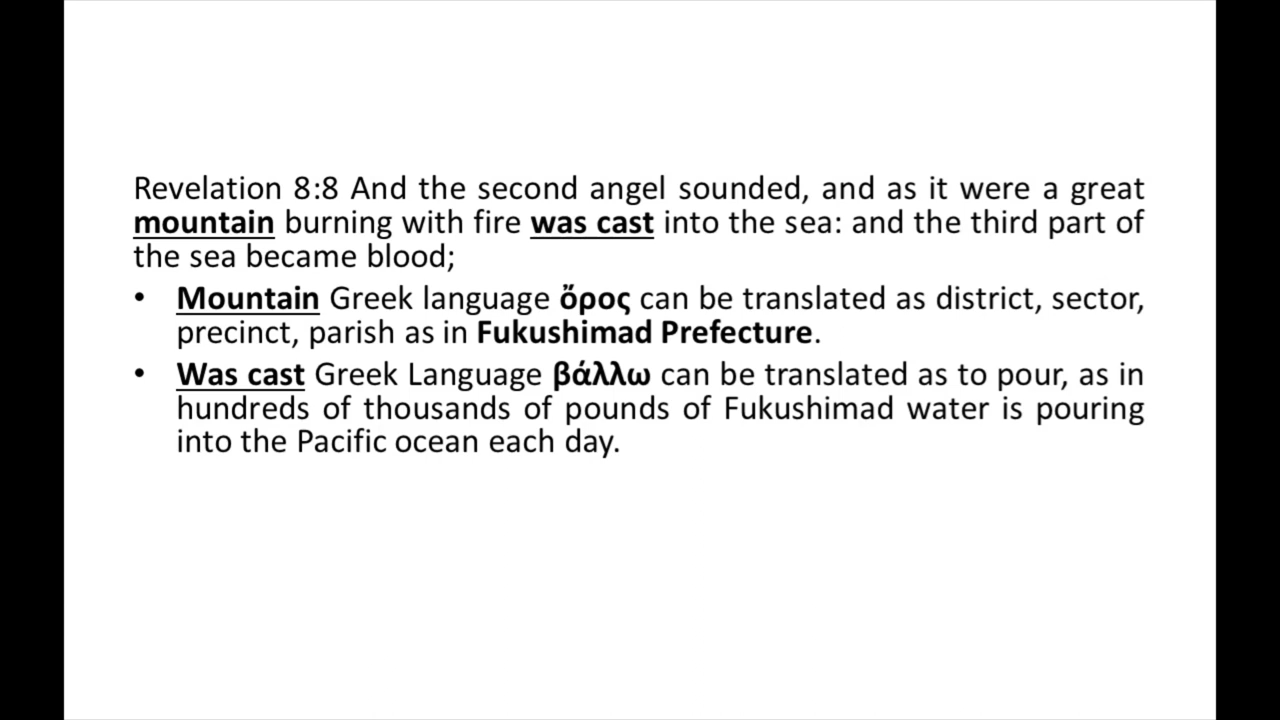 Revelation 8:8 And the second angel sounded, and as it were a great
mountain burning with fire was cast into the sea: and the third part of
the sea became blood;
• Mountain Greek language ὄρος can be translated as district, sector,
precinct, parish as in Fukushimad Prefecture.
• Was cast Greek Language βάλλω can be translated as to pour, as in
hundreds of thousands of pounds of Fukushimad water is pouring
into the Pacific ocean each day.